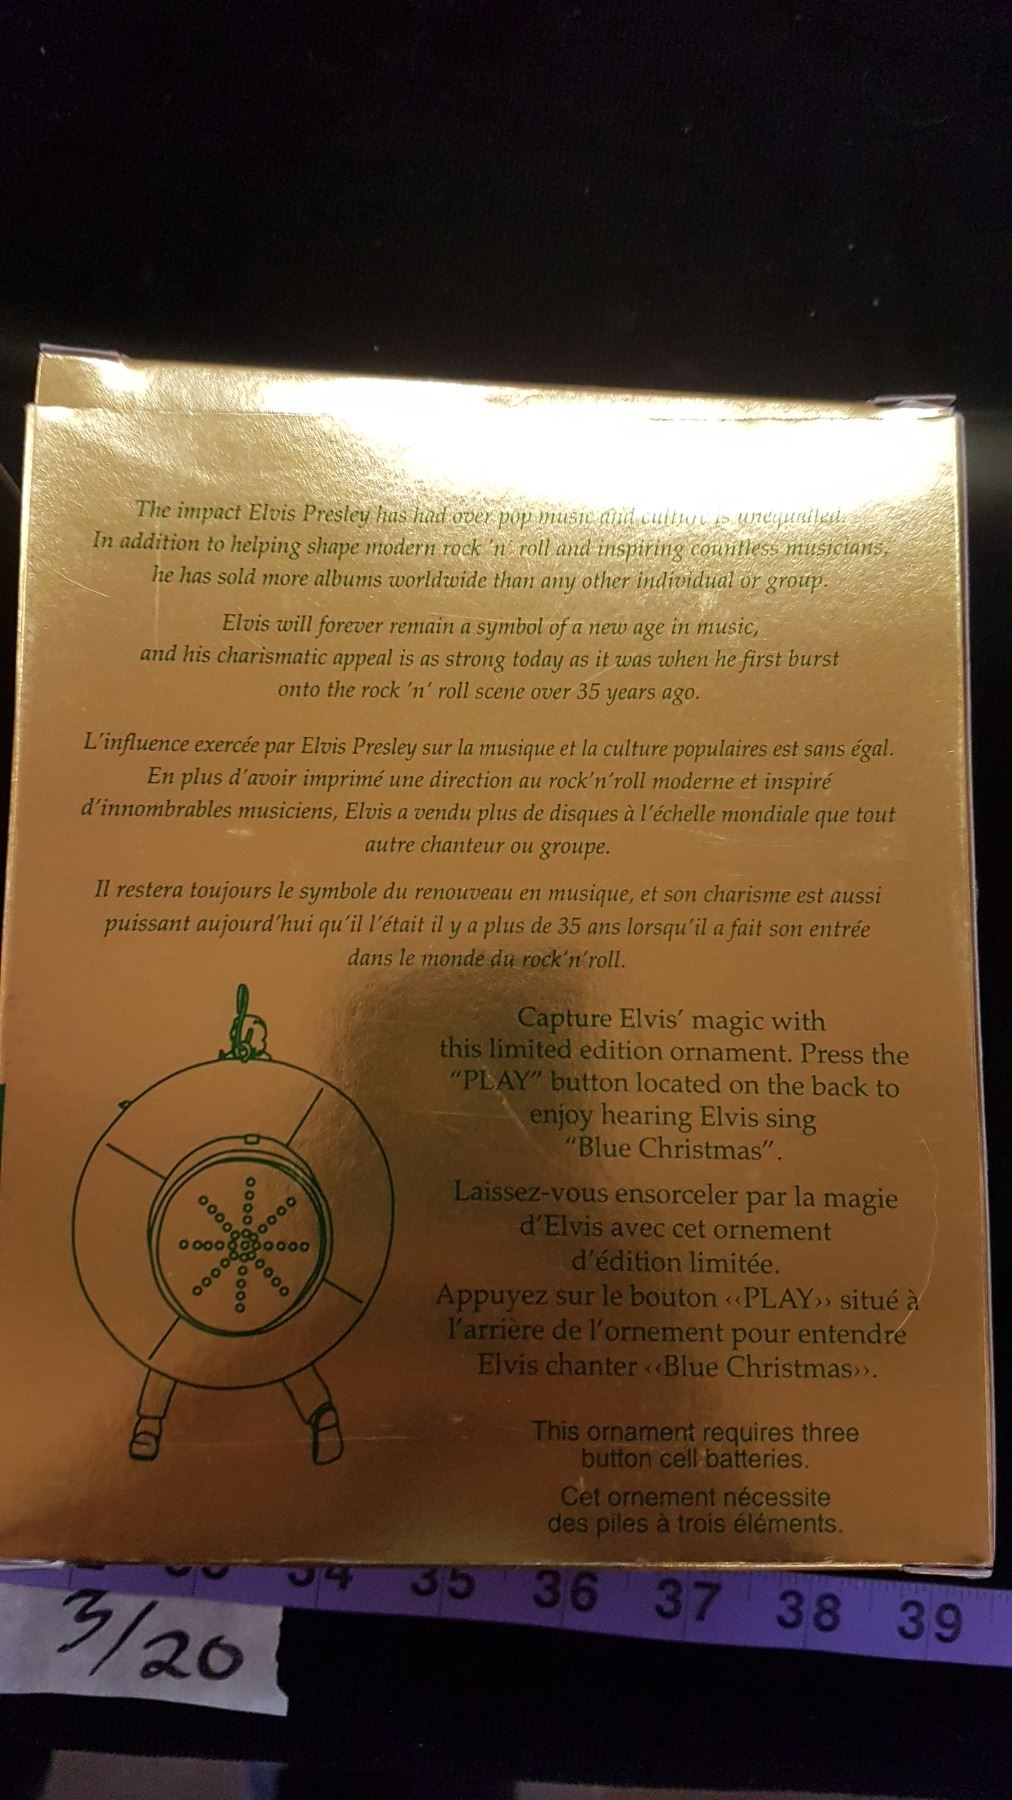 The impact Elvis Presley has had over pop music and culture is unequalled.
In addition to helping shape modern rock 'n' roll and inspiring countless musicians,
he has sold more albums worldwide than any other individual or group.
Elvis will forever remain a symbol of a new age in music,
and his charismatic appeal is as strong today as it was when he first burst
onto the rock 'n' roll scene over 35 years ago.
L'influence exercée par Elvis Presley sur la musique et la culture populaires est sans égal.
En plus d'avoir imprimé une direction au rock'n'roll moderne et inspiré
d'innombrables musiciens, Elvis a vendu plus de disques à l'échelle mondiale que tout
autre chanteur ou groupe.
Il restera toujours le symbole du renouveau en musique, et son charisme est aussi
puissant aujourd'hui qu'il l'était il y a plus de 35 ans lorsqu'il a fait son entrée
dans le monde du rock'n'roll.
Capture Elvis' magic with
this limited edition ornament. Press the
"PLAY" button located on the back to
enjoy hearing Elvis sing
"Blue Christmas".
Laissez-vous ensorceler par la magie
d'Elvis avec cet ornement
d'édition limitée.
Appuyez sur le bouton ‹‹PLAY›› situé à
l'arrière de l'ornement pour entendre
Elvis chanter ‹‹Blue Christmas››.
This ornament requires three
button cell batteries.
Cet ornement nécessite
des piles à trois éléments.
34 35 36 37 38 39
3/20